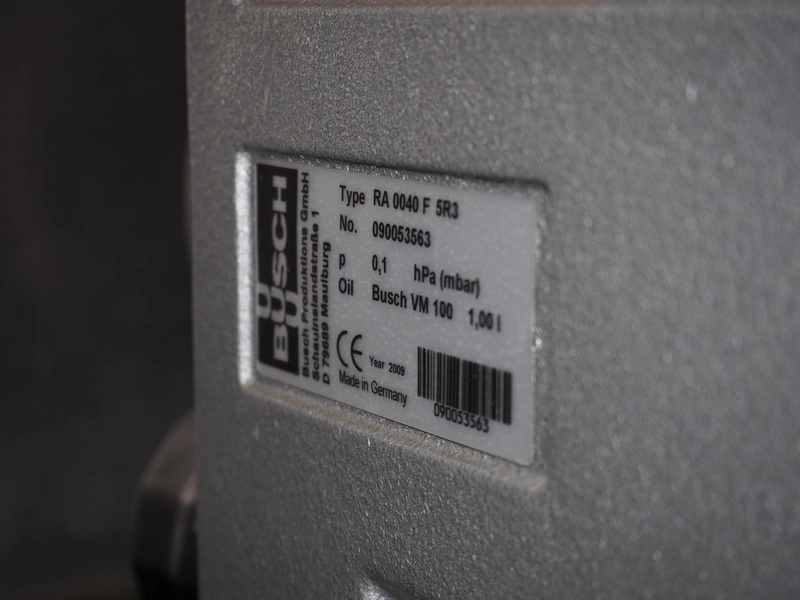 BUSCH
Busch Produktions GmbH
Schauinslandstraße 1
D 79689 Maulburg
Type RA 0040 F 5R3
No. 090053563
p 0,1 hPa (mbar)
Oil Busch VM 100 1,00 l
CE Year 2009
Made in Germany
090053563